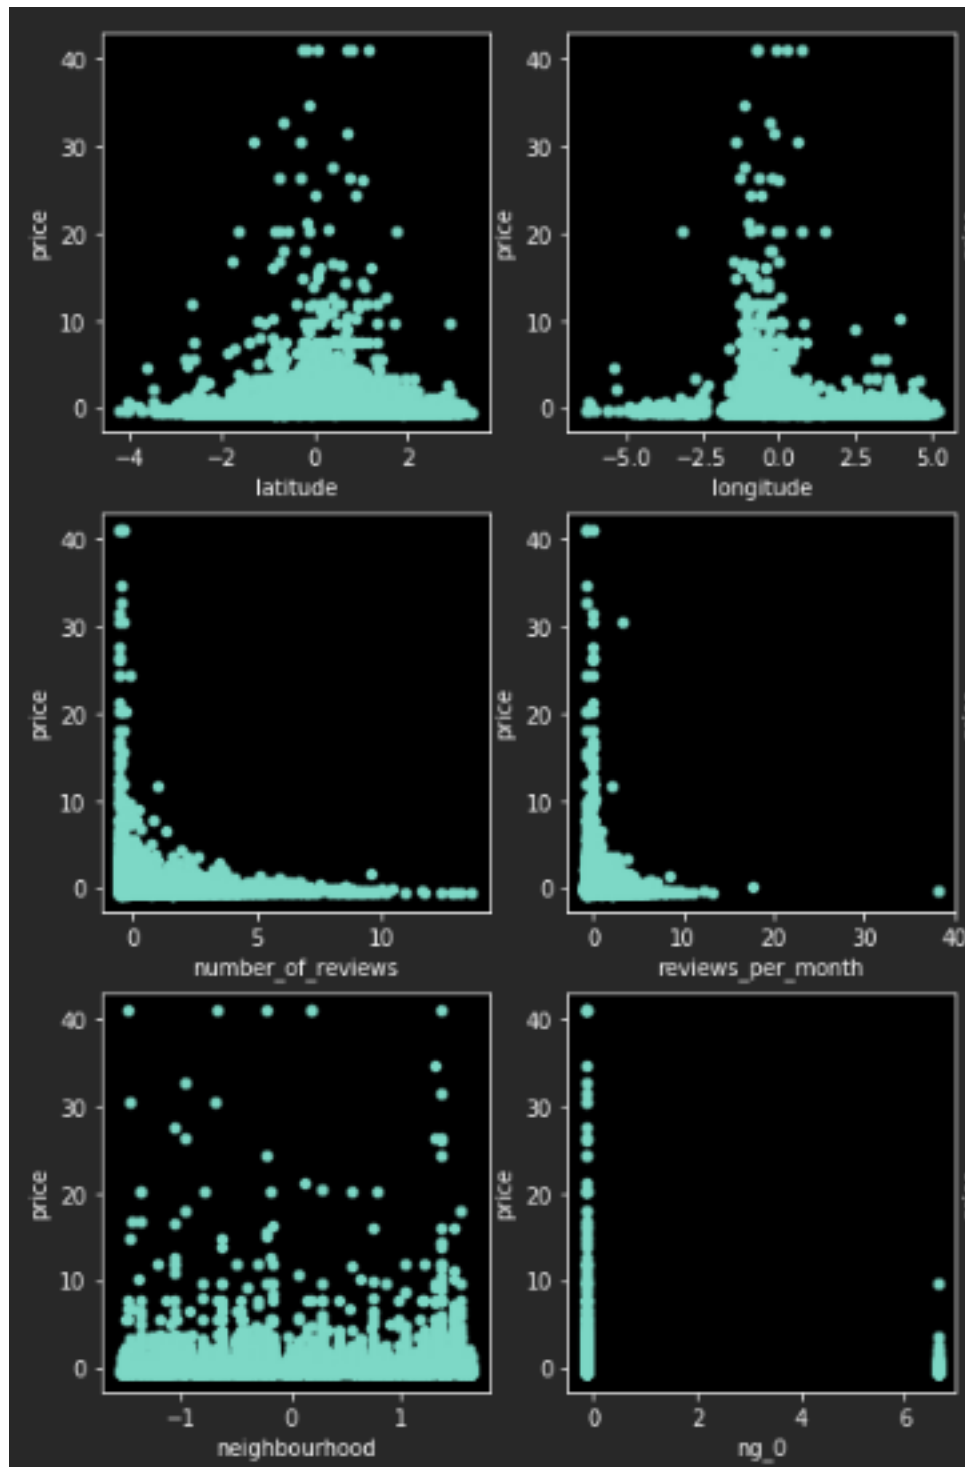 40 40
30 30
price price
20 20
10 10
0 0
−4 −2 0 2 −5.0 −2.5 0.0 2.5 5.0
latitude longitude
40 40
30 30
price price
20 20
10 10
0 0
0 5 10 0 10 20 30 40
number_of_reviews reviews_per_month
40 40
30 30
price price
20 20
10 10
0 0
−1 0 1 0 2 4 6
neighbourhood ng_0